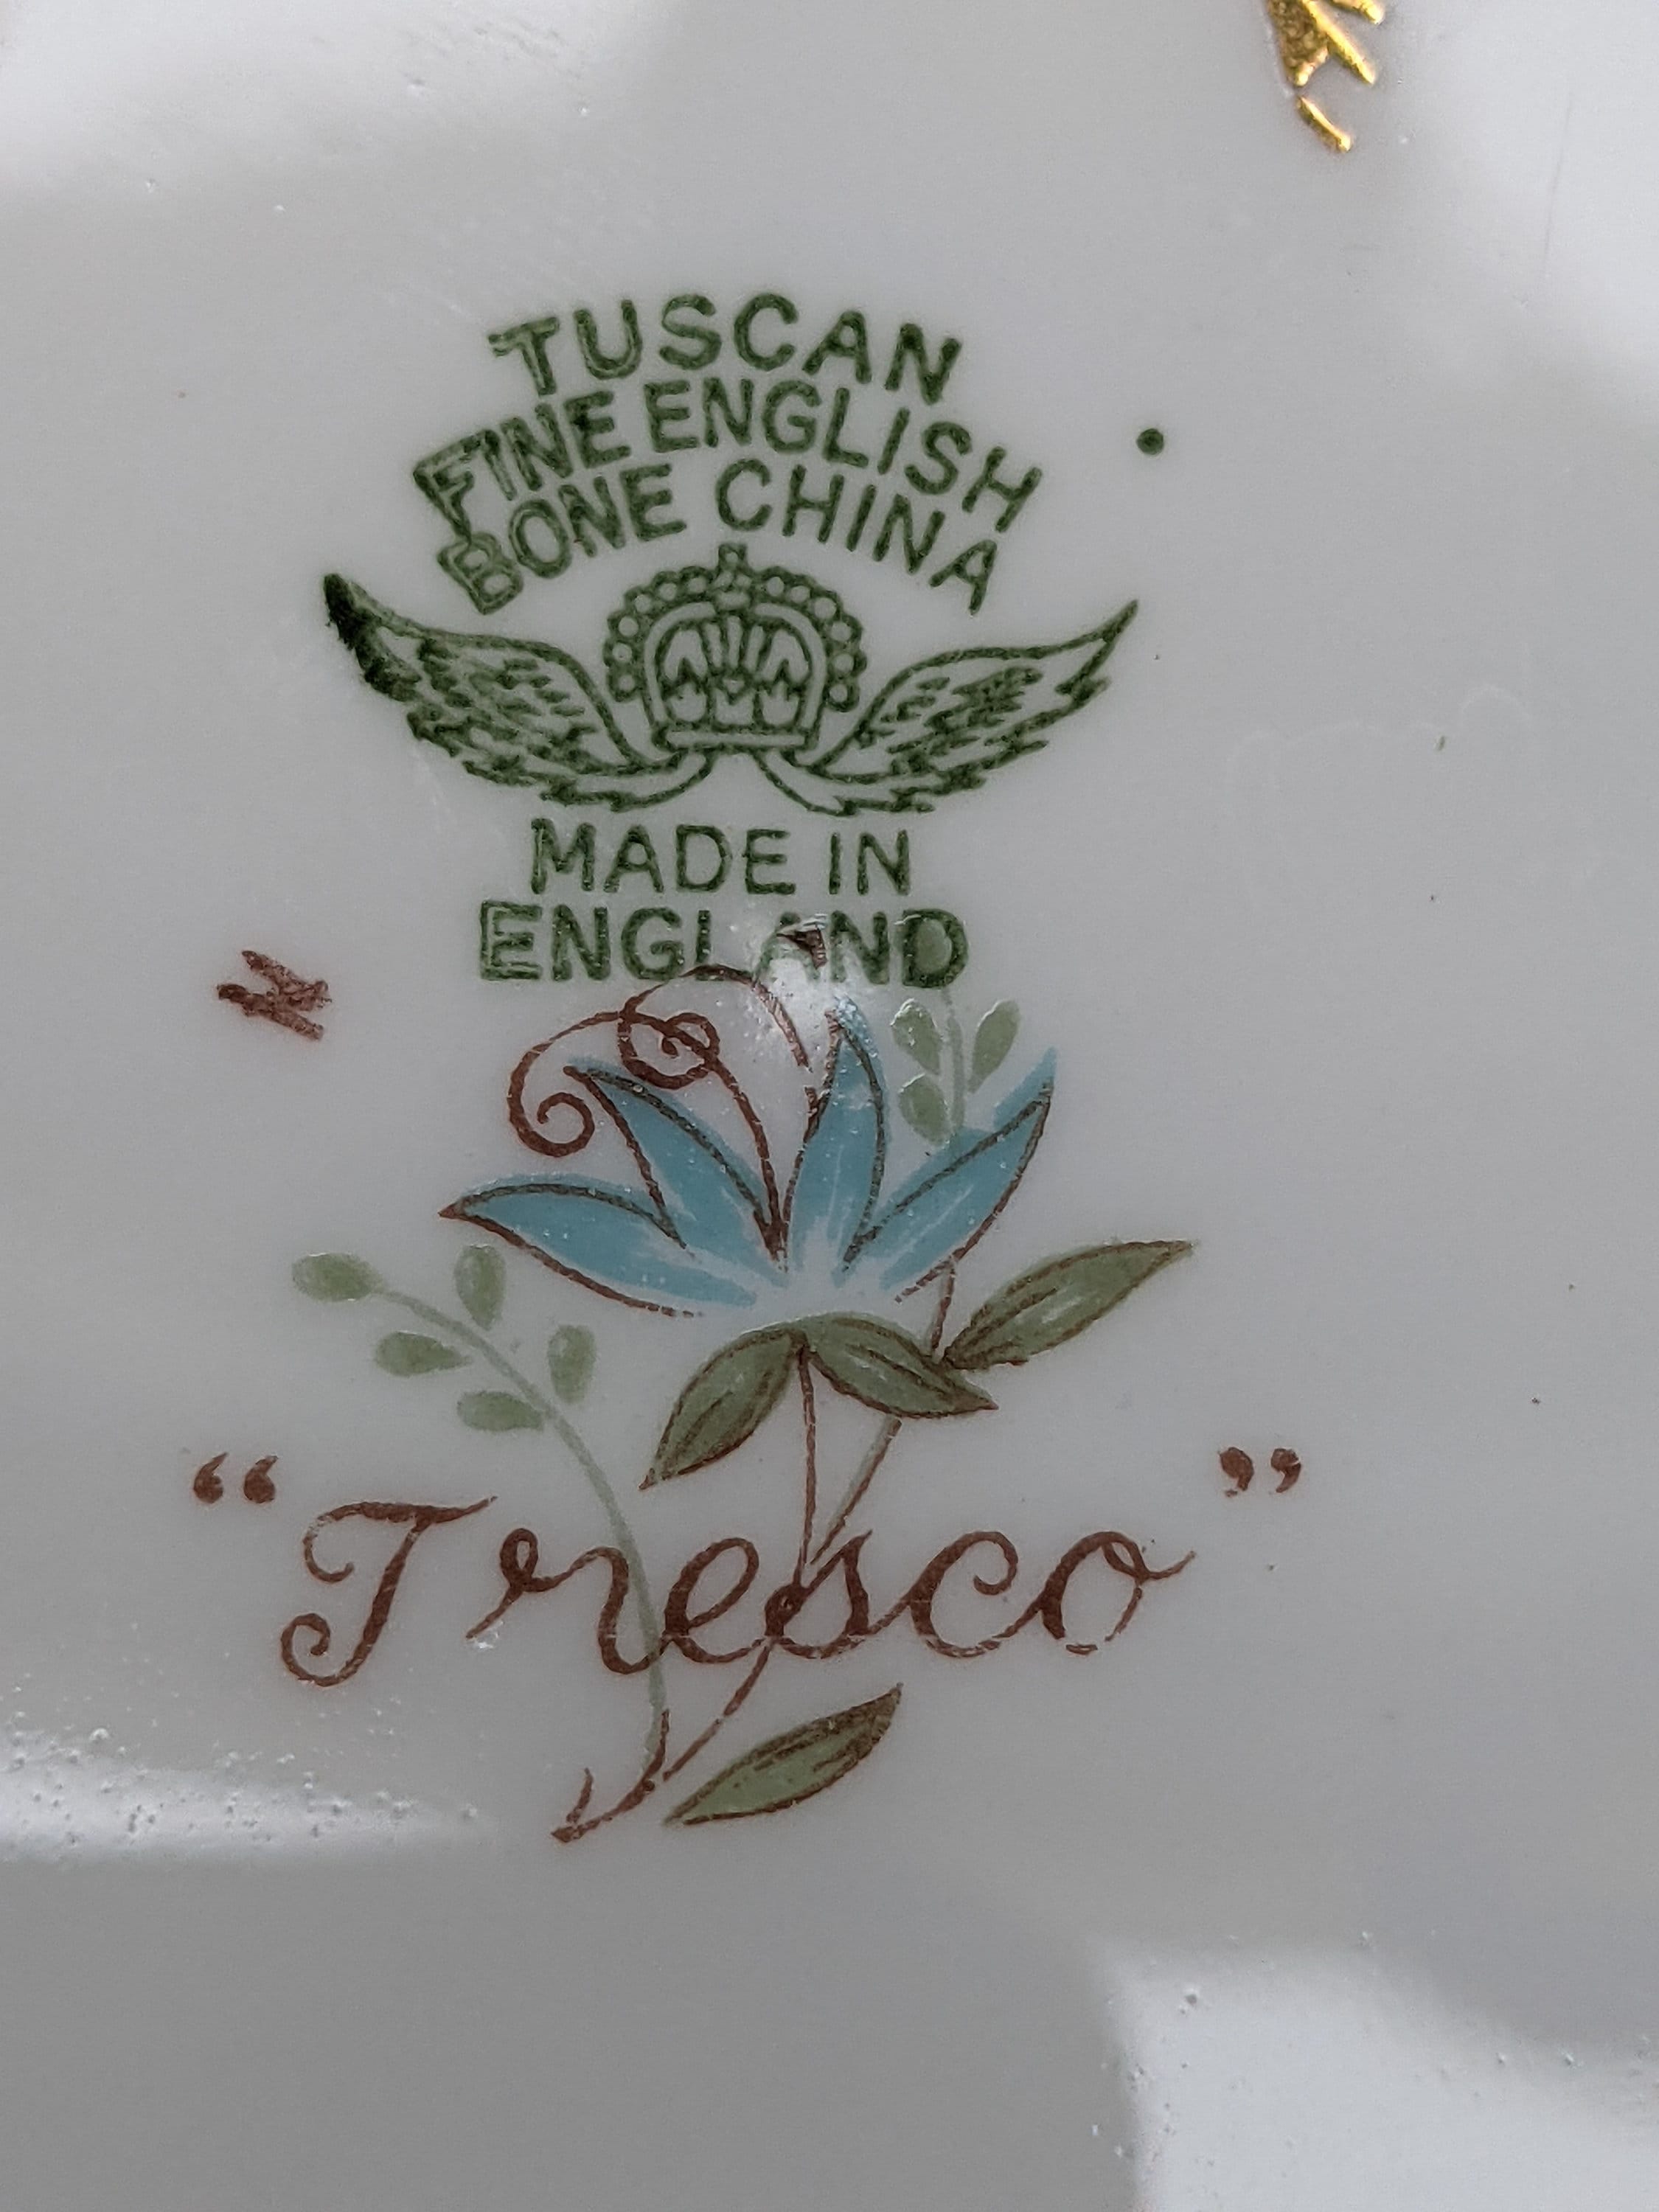 TUSCAN
FINE ENGLISH
BONE CHINA
MADE IN
ENGLAND
“Tresco”